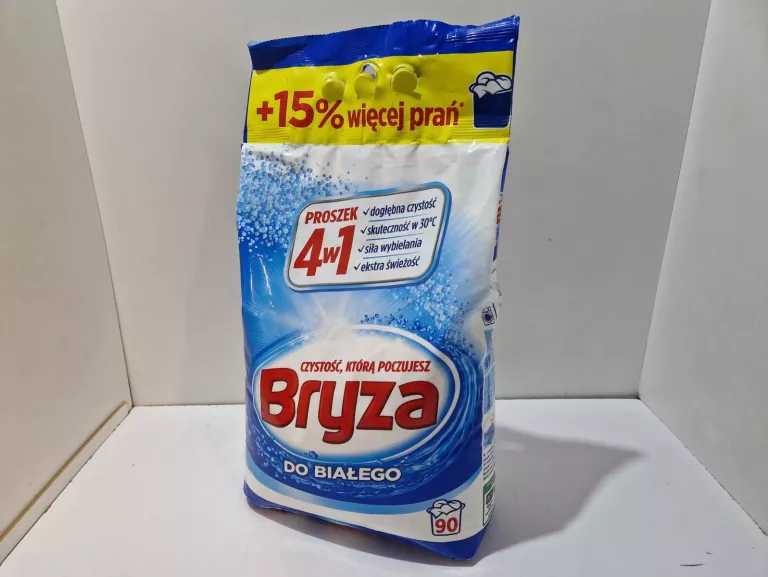 +15% więcej prań*
PROSZEK
4w1
✓dogłębna czystość
✓skuteczność w 30°C
✓siła wybielania
✓ekstra świeżość
CZYSTOŚĆ, KTÓRĄ POCZUJESZ
Bryza
DO BIAŁEGO
90